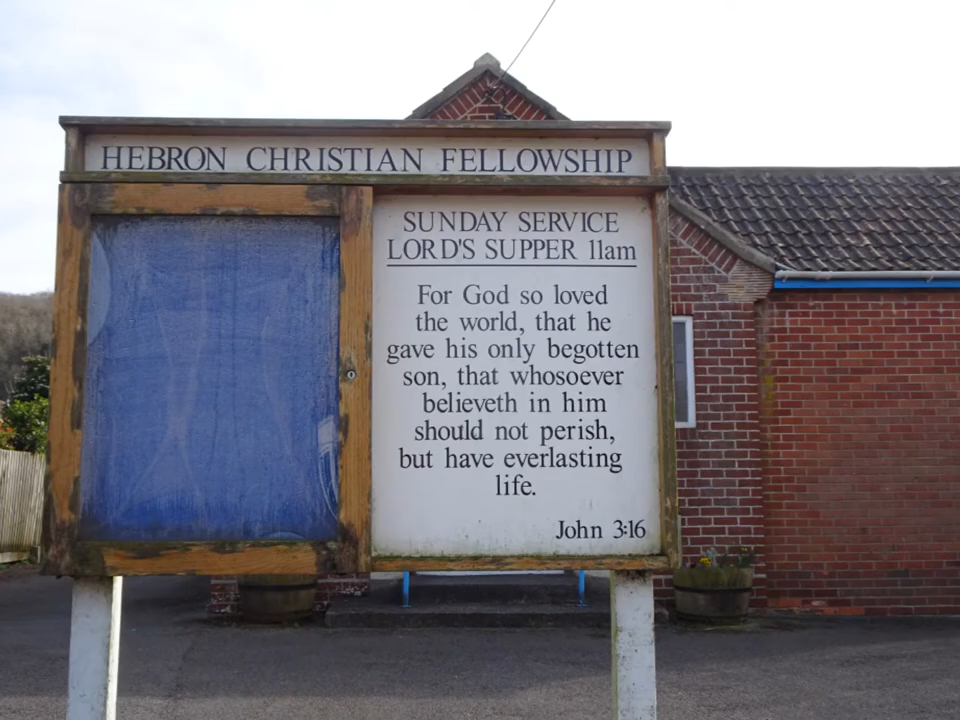 HEBRON CHRISTIAN FELLOWSHIP
SUNDAY SERVICE
LORD'S SUPPER 11am
For God so loved
the world, that he
gave his only begotten
son, that whosoever
believeth in him
should not perish,
but have everlasting
life.
John 3:16